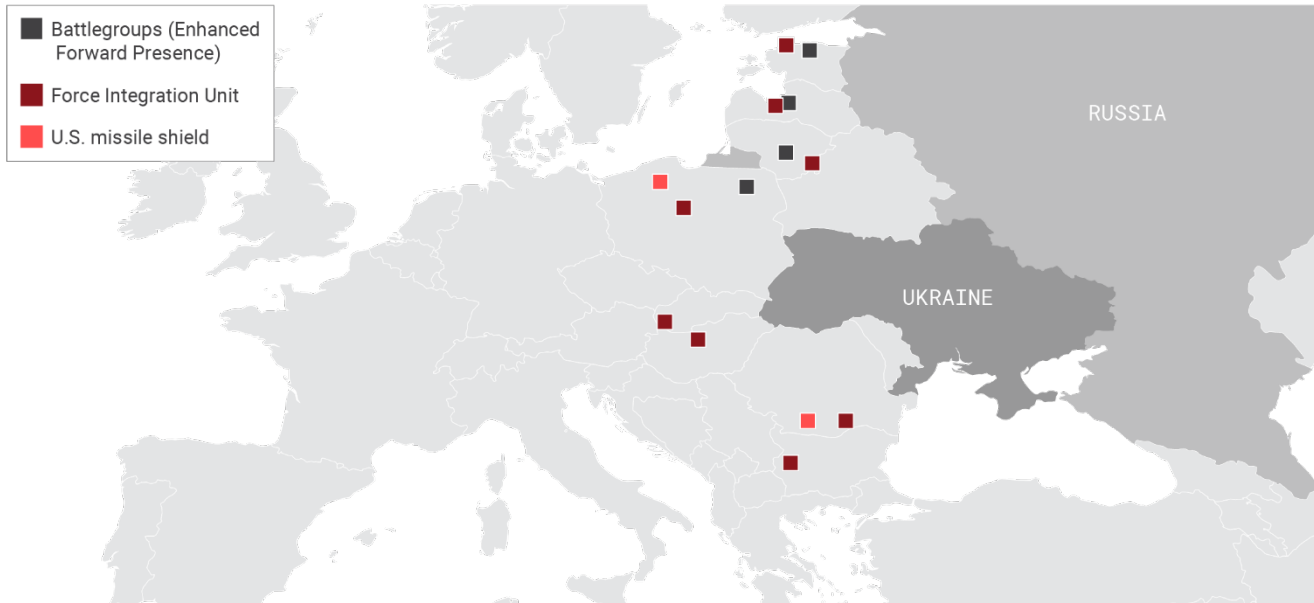 Battlegroups (Enhanced
Forward Presence)
Force Integration Unit
U.S. missile shield
RUSSIA
UKRAINE